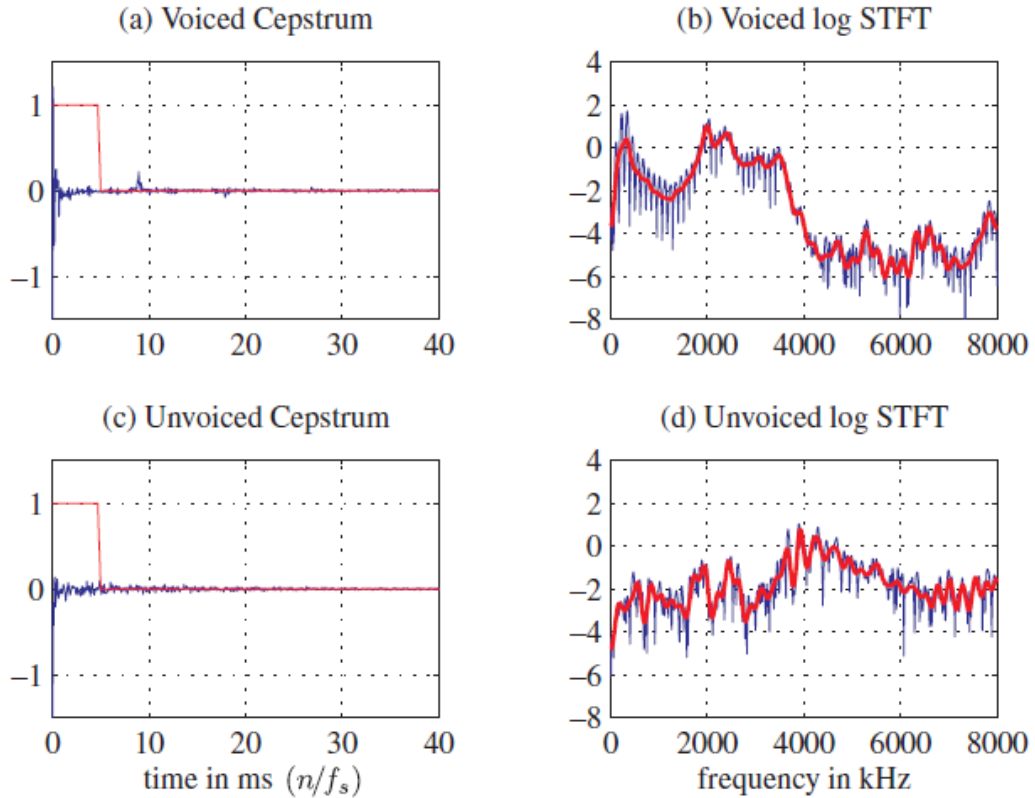 (a) Voiced Cepstrum
(b) Voiced log STFT
1
0
−1
0 10 20 30 40
4
2
0
−2
−4
−6
−8
0 2000 4000 6000 8000
(c) Unvoiced Cepstrum
(d) Unvoiced log STFT
1
0
−1
0 10 20 30 40
time in ms (n/fs)
4
2
0
−2
−4
−6
−8
0 2000 4000 6000 8000
frequency in kHz